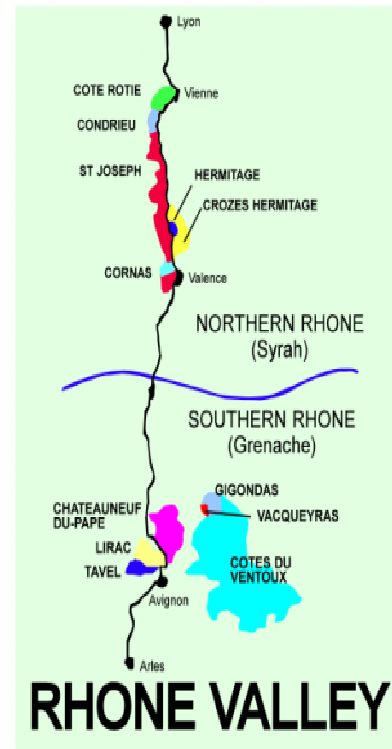 Lyon
COTE ROTIE
Vienne
CONDRIEU
ST JOSEPH
HERMITAGE
CROZES HERMITAGE
CORNAS
Valence
NORTHERN RHONE
(Syrah)
SOUTHERN RHONE
(Grenache)
GIGONDAS
CHATEAUNEUF
DU-PAPE
VACQUEYRAS
LIRAC
TAVEL
COTES DU
VENTOUX
Avignon
Arles
RHONE VALLEY